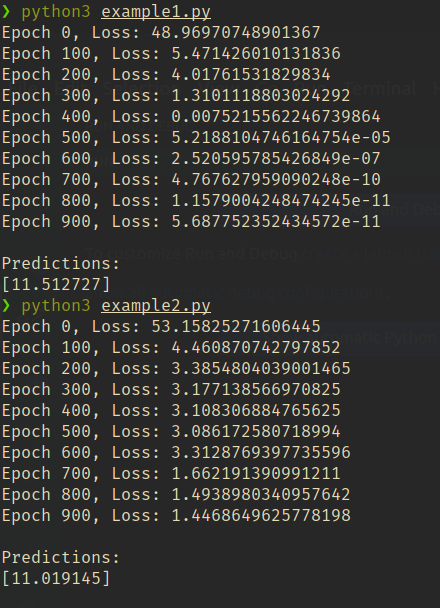 ❯ python3 example1.py
Epoch 0, Loss: 48.96970748901367
Epoch 100, Loss: 5.471426010131836
Epoch 200, Loss: 4.01761531829834
Epoch 300, Loss: 1.3101118803024292
Epoch 400, Loss: 0.0075215562246739864
Epoch 500, Loss: 5.2188104746164754e-05
Epoch 600, Loss: 2.520595785426849e-07
Epoch 700, Loss: 4.767627959090248e-10
Epoch 800, Loss: 1.1579004248474245e-11
Epoch 900, Loss: 5.687752352434572e-11
Predictions:
[11.512727]
❯ python3 example2.py
Epoch 0, Loss: 53.15825271606445
Epoch 100, Loss: 4.460870742797852
Epoch 200, Loss: 3.3854804039001465
Epoch 300, Loss: 3.177138566970825
Epoch 400, Loss: 3.108306884765625
Epoch 500, Loss: 3.086172580718994
Epoch 600, Loss: 3.3128769397735596
Epoch 700, Loss: 1.662191390991211
Epoch 800, Loss: 1.4938980340957642
Epoch 900, Loss: 1.4468649625778198
Predictions:
[11.019145]
Terminal
To customize Run and Debug